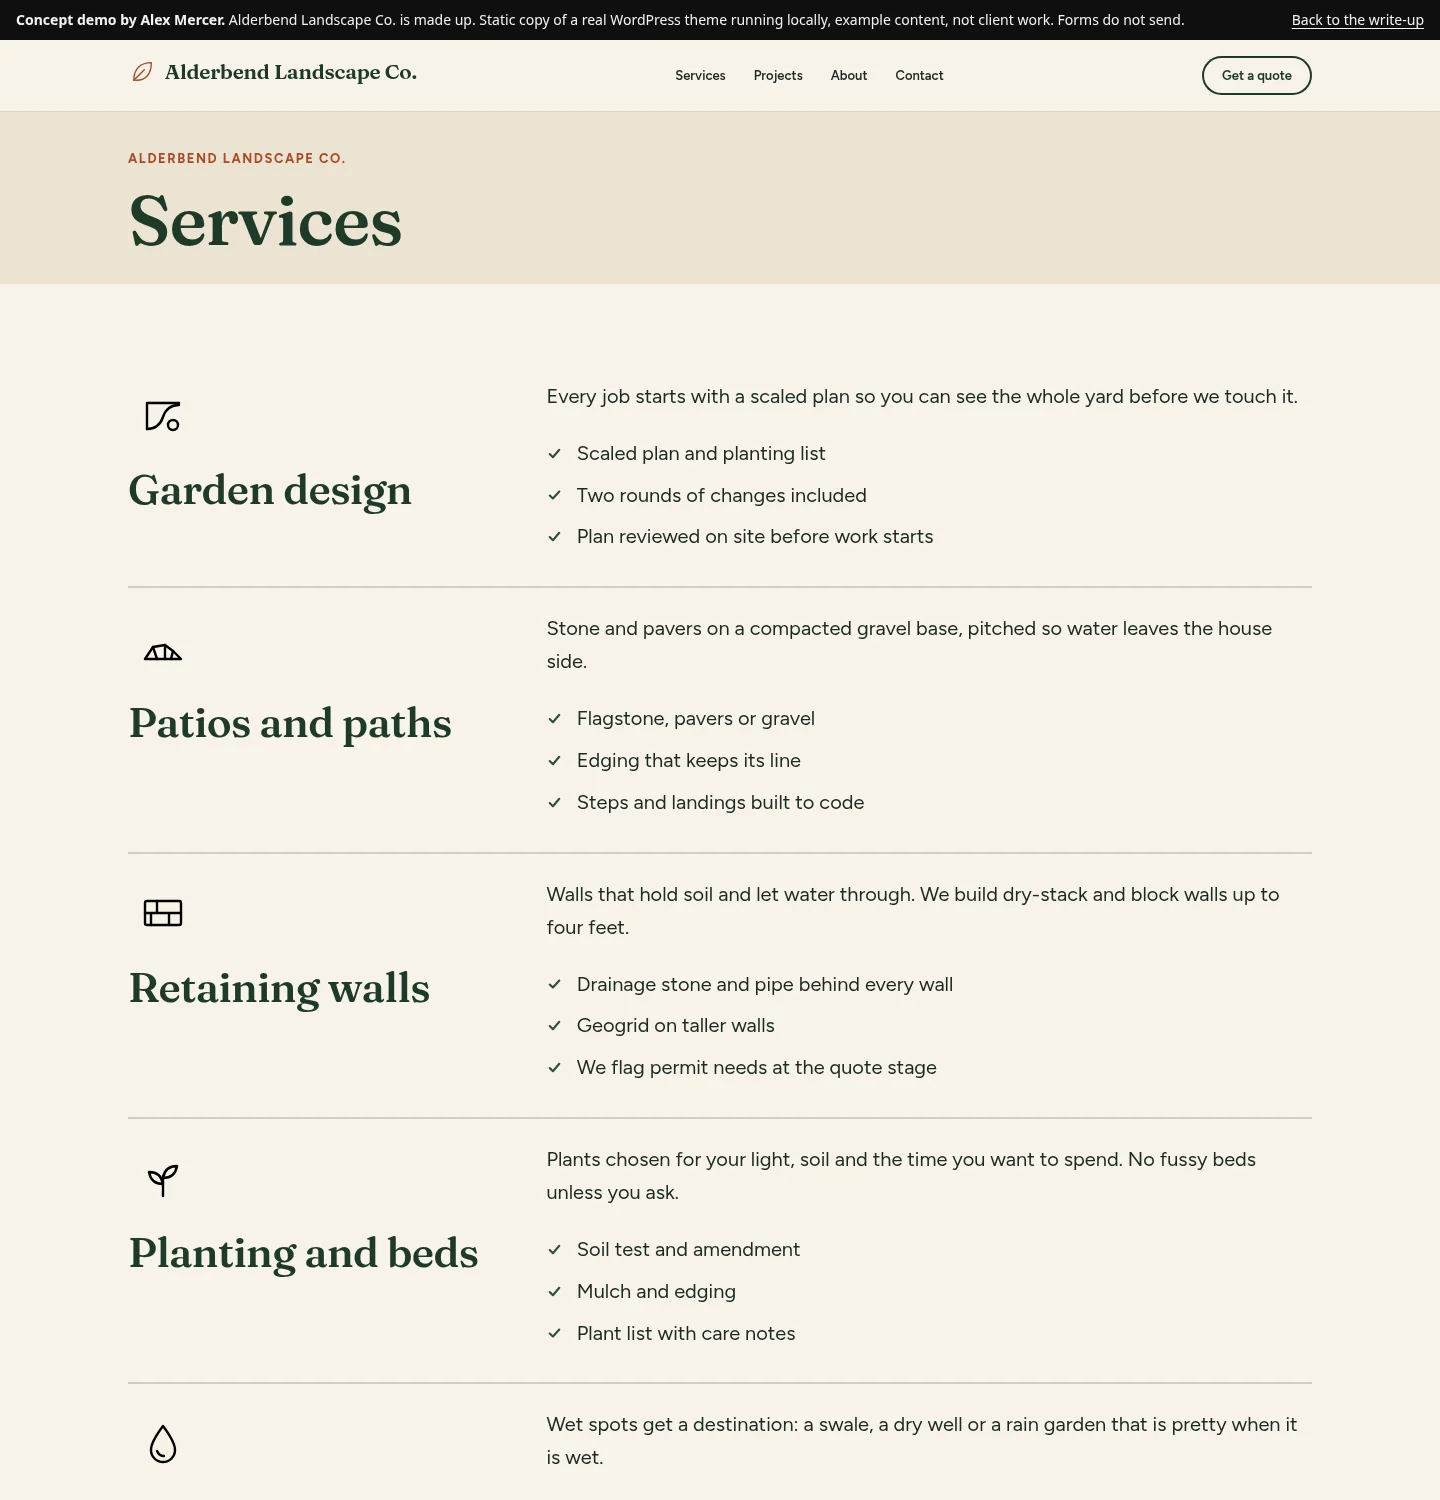 Concept demo by Alex Mercer. Alderbend Landscape Co. is made up. Static copy of a real WordPress theme running locally, example content, not client work. Forms do not send.
Back to the write-up
Alderbend Landscape Co.
Services
Projects
About
Contact
Get a quote
ALDERBEND LANDSCAPE CO.
Services
Garden design
Every job starts with a scaled plan so you can see the whole yard before we touch it.
Scaled plan and planting list
Two rounds of changes included
Plan reviewed on site before work starts
Patios and paths
Stone and pavers on a compacted gravel base, pitched so water leaves the house
side.
Flagstone, pavers or gravel
Edging that keeps its line
Steps and landings built to code
Retaining walls
Walls that hold soil and let water through. We build dry-stack and block walls up to
four feet.
Drainage stone and pipe behind every wall
Geogrid on taller walls
We flag permit needs at the quote stage
Planting and beds
Plants chosen for your light, soil and the time you want to spend. No fussy beds
unless you ask.
Soil test and amendment
Mulch and edging
Plant list with care notes
Wet spots get a destination: a swale, a dry well or a rain garden that is pretty when it
is wet.